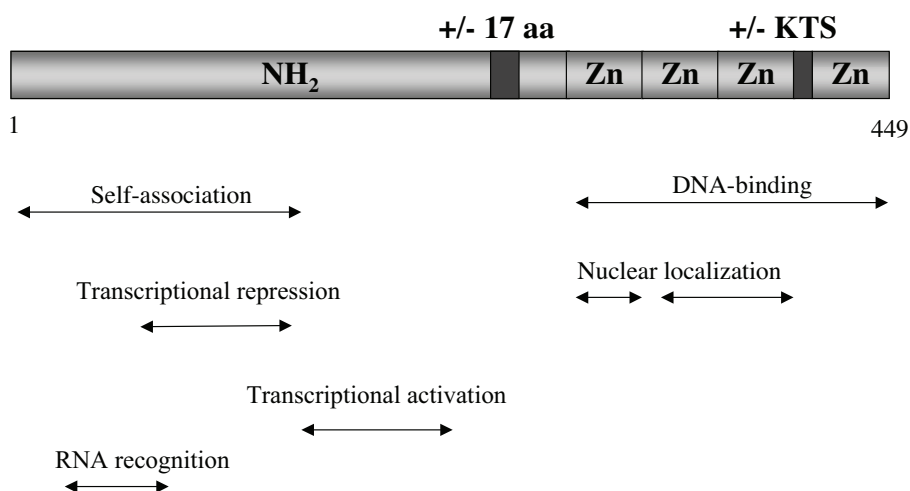 +/- 17 aa +/- KTS
NH₂ Zn Zn Zn Zn
1 449
Self-association DNA-binding
Nuclear localization
Transcriptional repression
Transcriptional activation
RNA recognition